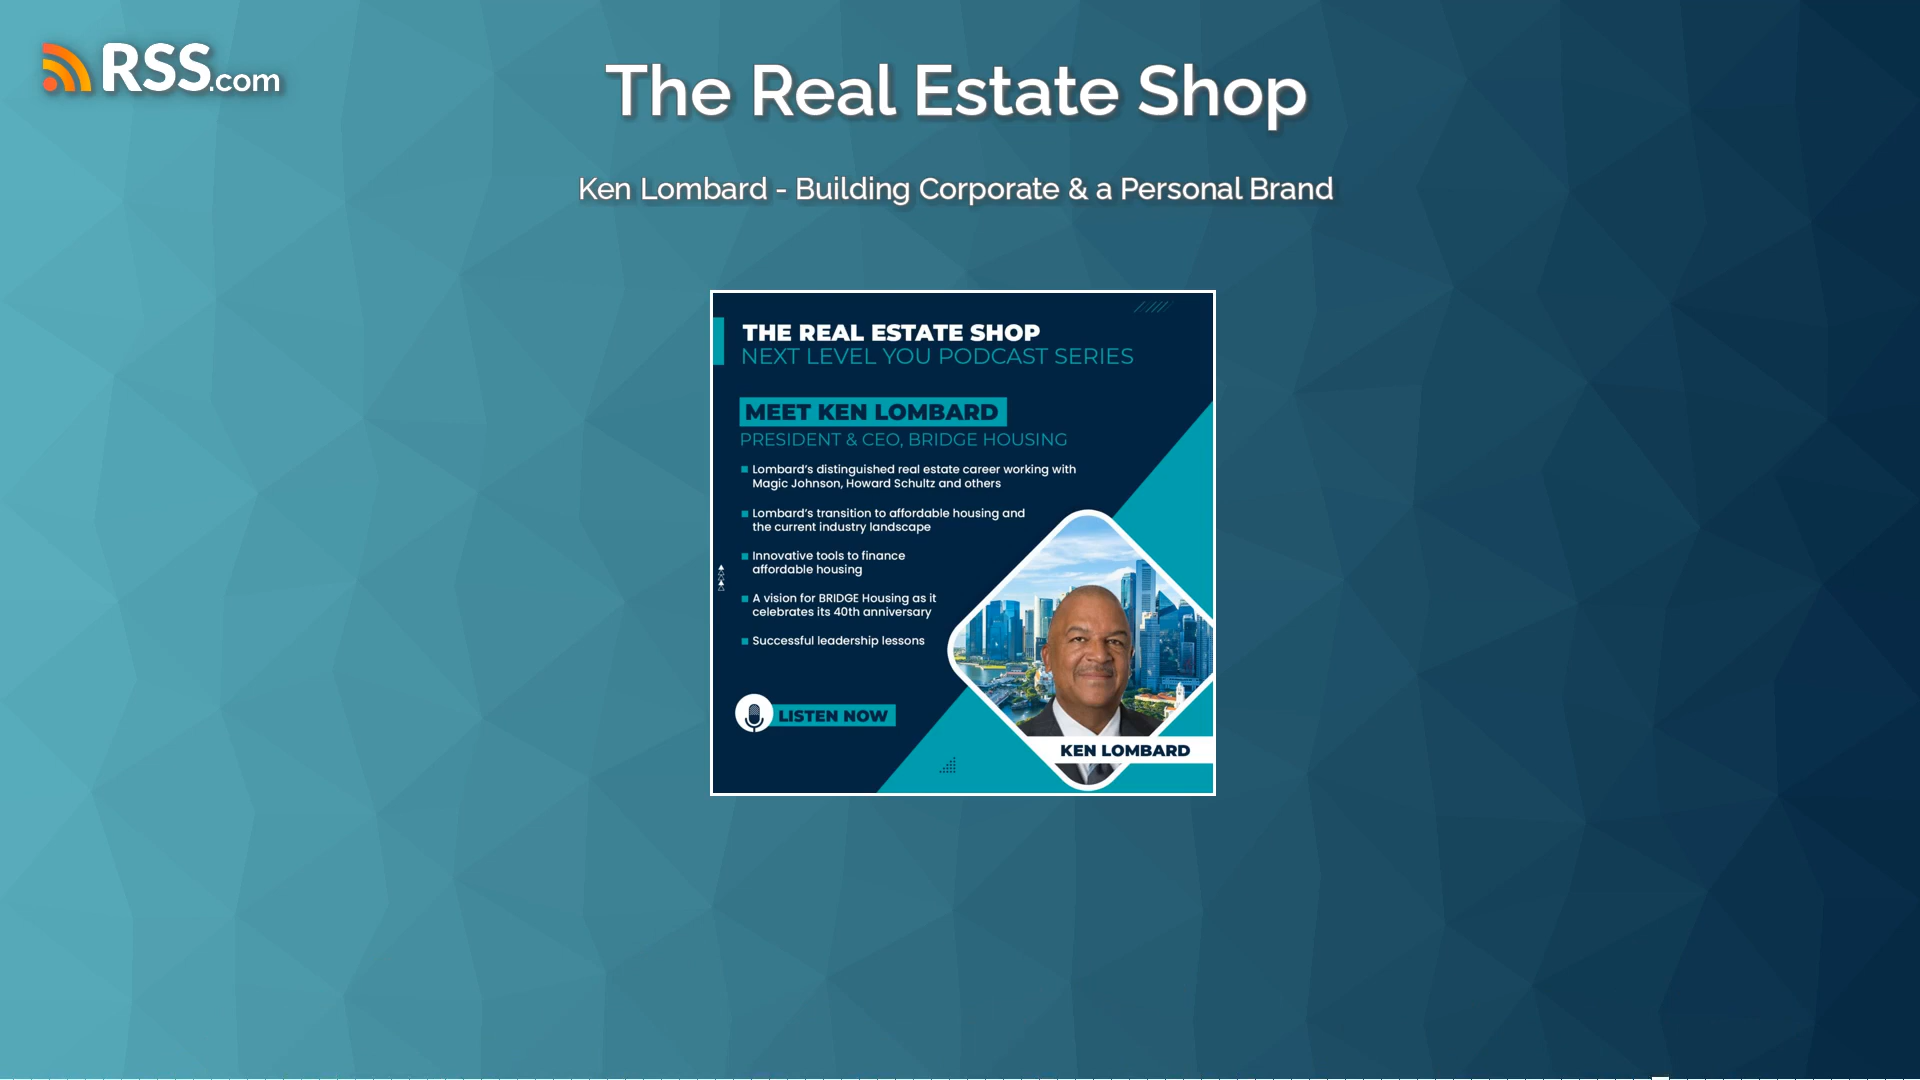 RSS.com
The Real Estate Shop
Ken Lombard - Building Corporate & a Personal Brand
THE REAL ESTATE SHOP
NEXT LEVEL YOU PODCAST SERIES
MEET KEN LOMBARD
PRESIDENT & CEO, BRIDGE HOUSING
Lombard's distinguished real estate career working with
Magic Johnson, Howard Schultz and others
Lombard's transition to affordable housing and
the current industry landscape
Innovative tools to finance
affordable housing
A vision for BRIDGE Housing as it
celebrates its 40th anniversary
Successful leadership lessons
LISTEN NOW
KEN LOMBARD